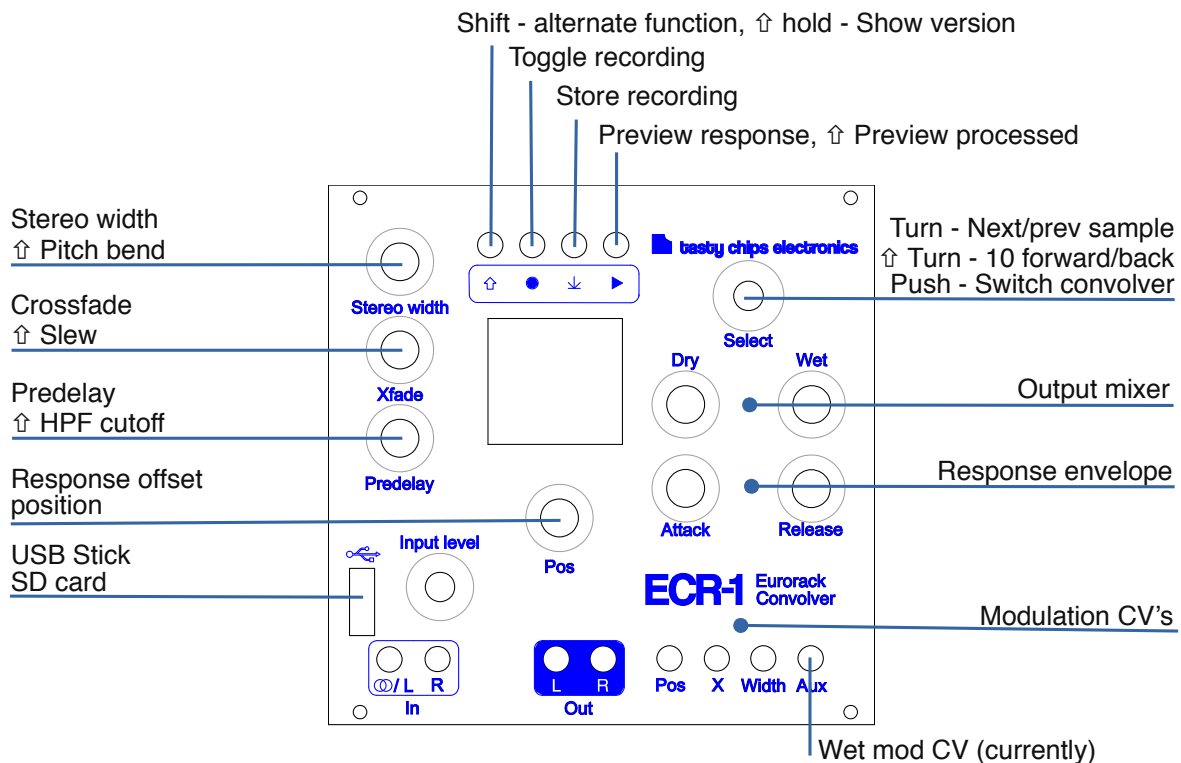 Shift - alternate function, ⇧ hold - Show version
Toggle recording
Store recording
Preview response, ⇧ Preview processed
Stereo width
⇧ Pitch bend
Crossfade
⇧ Slew
Predelay
⇧ HPF cutoff
Response offset
position
USB Stick
SD card
Turn - Next/prev sample
⇧ Turn - 10 forward/back
Push - Switch convolver
Output mixer
Response envelope
Modulation CV's
Wet mod CV (currently)
tasty chips electronics
Stereo width
Select
Xfade
Dry
Wet
Predelay
Attack
Release
Input level
Pos
ECR-1 Eurorack
Convolver
/ L
R
In
L
R
Out
Pos
X
Width
Aux